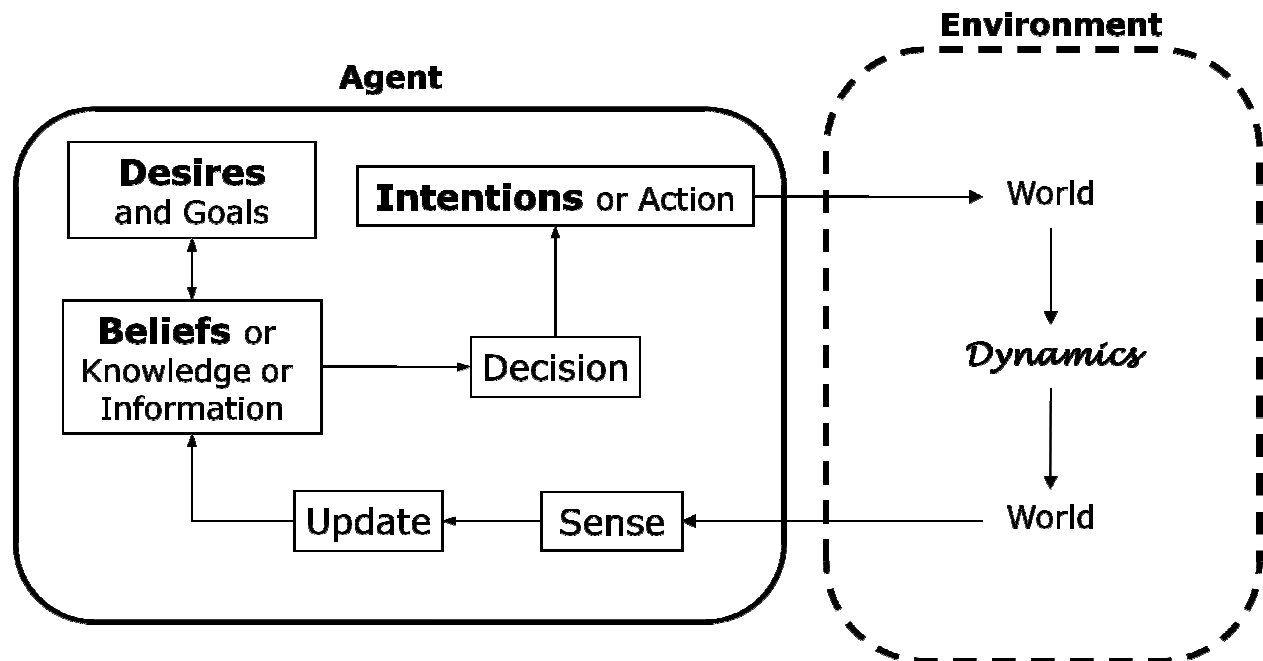 Environment
Agent
Desires
and Goals
Intentions or Action
World
Beliefs or
Knowledge or
Information
Decision
Dynamics
Update
Sense
World